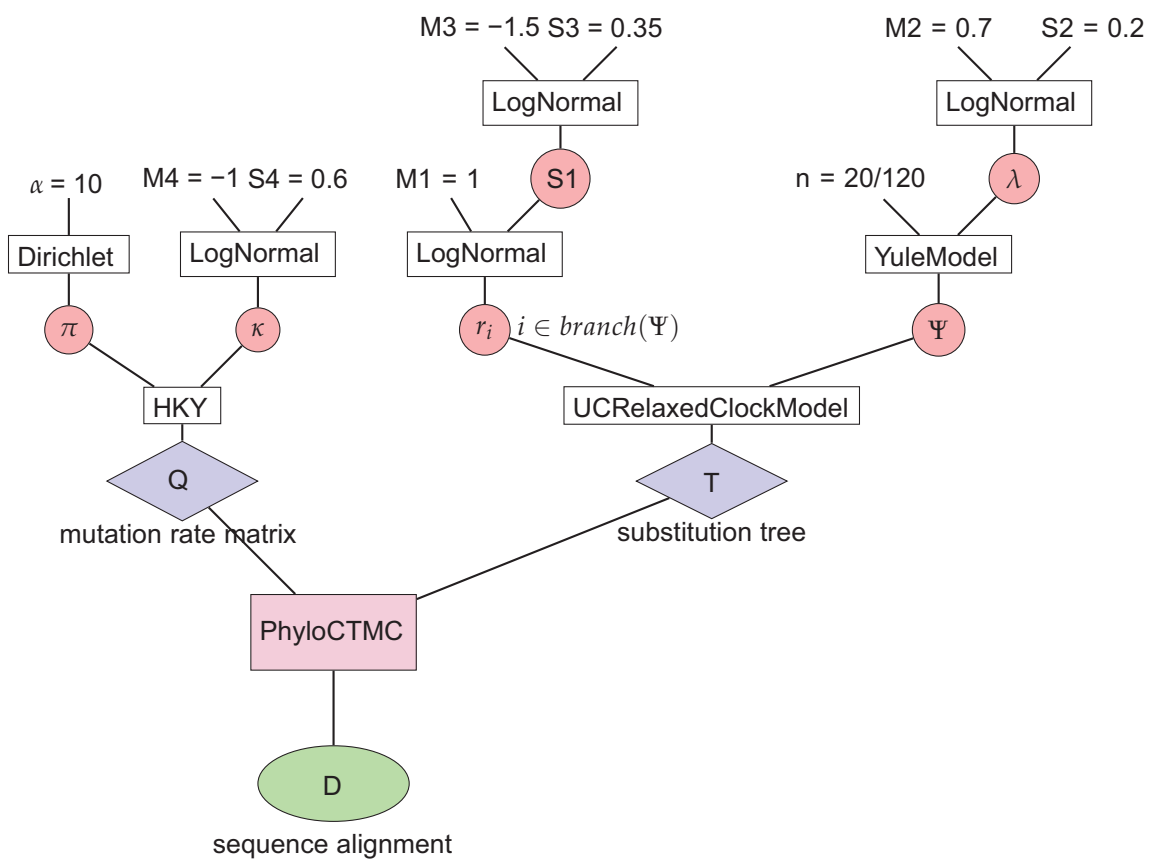 M3 = −1.5 S3 = 0.35
M2 = 0.7 S2 = 0.2
LogNormal
LogNormal
α = 10
M4 = −1 S4 = 0.6
M1 = 1
S1
n = 20/120
λ
Dirichlet
LogNormal
LogNormal
YuleModel
π
κ
r_i i ∈ branch(Ψ)
Ψ
HKY
UCRelaxedClockModel
Q
T
mutation rate matrix
substitution tree
PhyloCTMC
D
sequence alignment